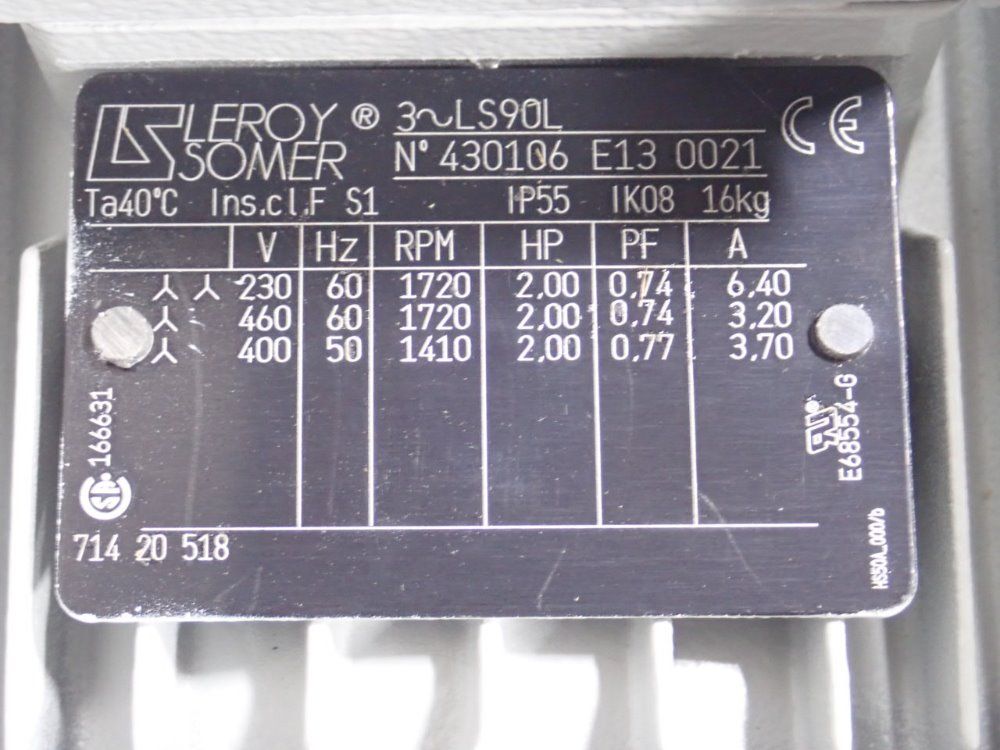 LEROY ® 3~LS90L CE
SOMER N° 430106 E13 0021
Ta40°C Ins.cl.F S1 IP55 IK08 16kg
V Hz RPM HP PF A
230 60 1720 2,00 0,74 6,40
460 60 1720 2,00 0,74 3,20
400 50 1410 2,00 0,77 3,70
166631
E68554-G
714 20 518